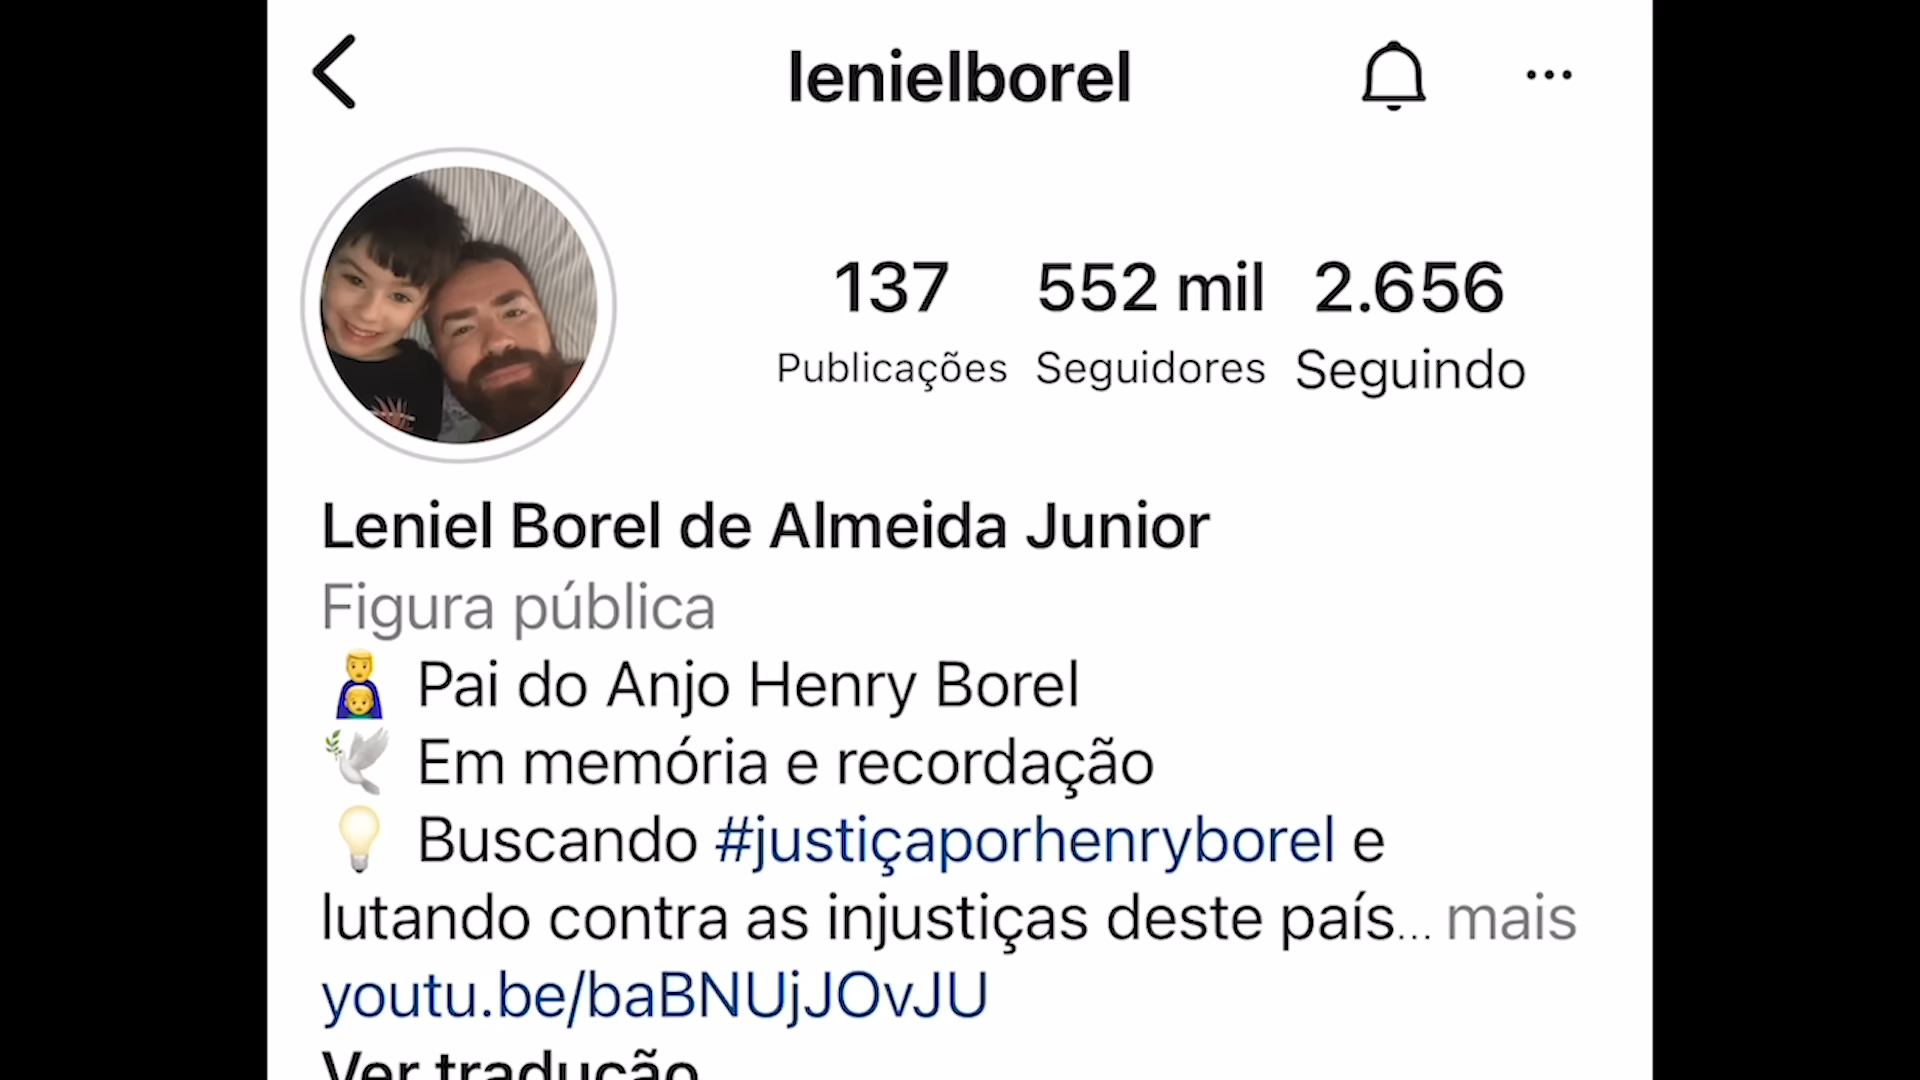 lenielborel
137 552 mil 2.656
Publicações Seguidores Seguindo
Leniel Borel de Almeida Junior
Figura pública
Pai do Anjo Henry Borel
Em memória e recordação
Buscando #justiçaporhenryborel e
lutando contra as injustiças deste país... mais
youtu.be/baBNUjJOvJU
Ver tradução